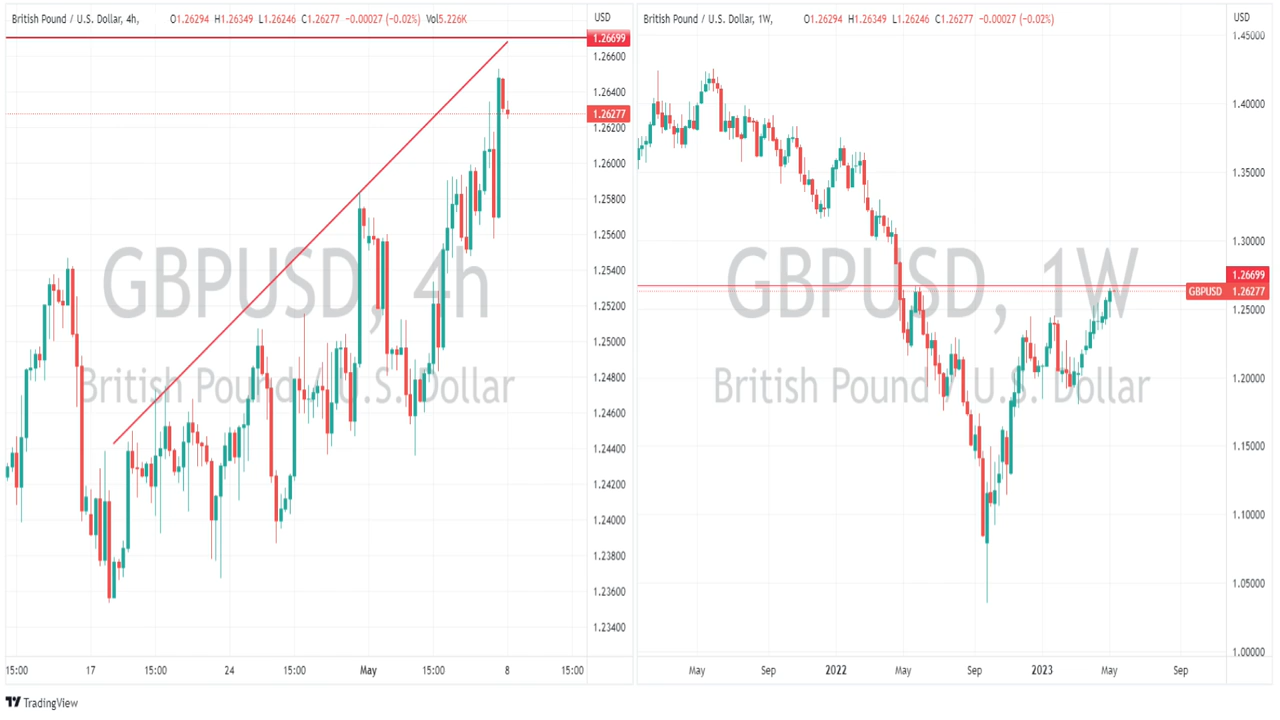 British Pound / U.S. Dollar, 4h, O1.26294 H1.26349 L1.26246 C1.26277 −0.00027 (−0.02%) Vol5.226K
USD
1.26699
1.26600
1.26400
1.26277
1.26200
1.26000
1.25800
1.25600
1.25400
1.25200
1.25000
1.24800
1.24600
1.24400
1.24200
1.24000
1.23800
1.23600
1.23400
GBPUSD, 4h
British Pound / U.S. Dollar
15:00 17 15:00 24 15:00 May 15:00 8 15:00
British Pound / U.S. Dollar, 1W, O1.26294 H1.26349 L1.26246 C1.26277 −0.00027 (−0.02%)
USD
1.45000
1.40000
1.35000
1.30000
1.26699
GBPUSD 1.26277
1.25000
1.20000
1.15000
1.10000
1.05000
1.00000
GBPUSD, 1W
British Pound / U.S. Dollar
May Sep 2022 May Sep 2023 May Sep
TradingView